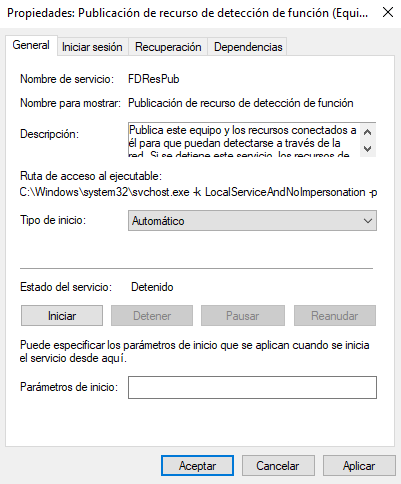 Propiedades: Publicación de recurso de detección de función (Equi...
General
Iniciar sesión
Recuperación
Dependencias
Nombre de servicio: FDResPub
Nombre para mostrar: Publicación de recurso de detección de función
Descripción: Publica este equipo y los recursos conectados a
él para que puedan detectarse a través de la
red. Si se detiene este servicio, los recursos de
Ruta de acceso al ejecutable:
C:\Windows\system32\svchost.exe -k LocalServiceAndNoImpersonation -p
Tipo de inicio: Automático
Estado del servicio: Detenido
Iniciar
Detener
Pausar
Reanudar
Puede especificar los parámetros de inicio que se aplican cuando se inicia
el servicio desde aquí.
Parámetros de inicio:
Aceptar
Cancelar
Aplicar